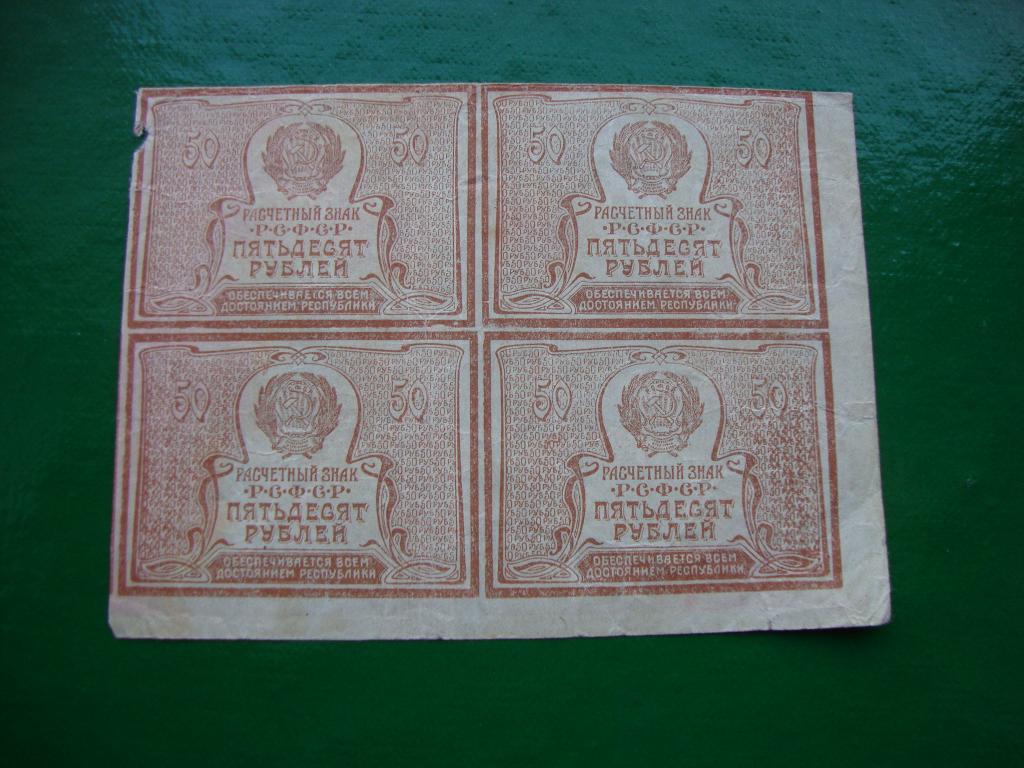 50 50
РАСЧЕТНЫЙ ЗНАК
Р·С·Ф·С·Р
ПЯТЬДЕСЯТ
РУБЛЕЙ
ОБЕСПЕЧИВАЕТСЯ ВСЕМ
ДОСТОЯНИЕМ РЕСПУБЛИКИ
50 50
РАСЧЕТНЫЙ ЗНАК
Р·С·Ф·С·Р
ПЯТЬДЕСЯТ
РУБЛЕЙ
ОБЕСПЕЧИВАЕТСЯ ВСЕМ
ДОСТОЯНИЕМ РЕСПУБЛИКИ
50 50
РАСЧЕТНЫЙ ЗНАК
Р·С·Ф·С·Р
ПЯТЬДЕСЯТ
РУБЛЕЙ
ОБЕСПЕЧИВАЕТСЯ ВСЕМ
ДОСТОЯНИЕМ РЕСПУБЛИКИ
50 50
РАСЧЕТНЫЙ ЗНАК
Р·С·Ф·С·Р
ПЯТЬДЕСЯТ
РУБЛЕЙ
ОБЕСПЕЧИВАЕТСЯ ВСЕМ
ДОСТОЯНИЕМ РЕСПУБЛИКИ